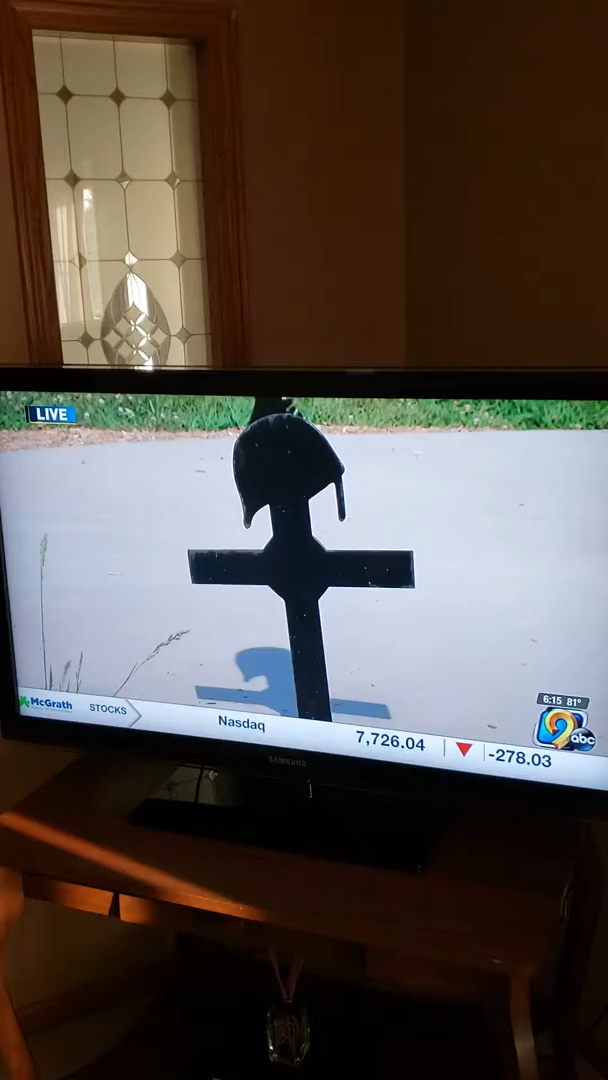 LIVE
McGrath
STOCKS
Nasdaq
7,726.04
-278.03
6:15 81°
9 abc
SAMSUNG